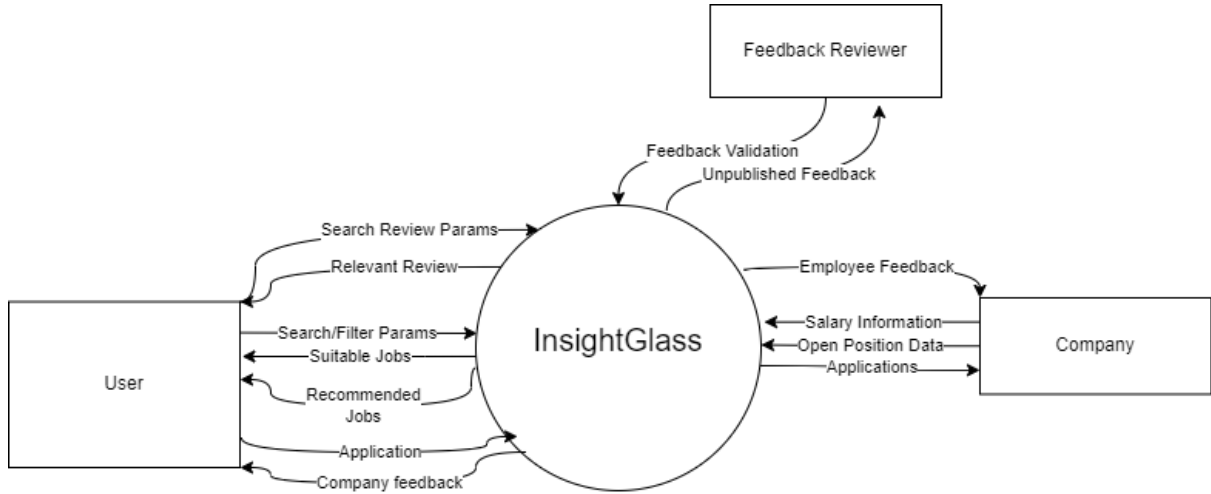 Feedback Reviewer
Feedback Validation
Unpublished Feedback
Search Review Params
Relevant Review
Employee Feedback
Salary Information
Open Position Data
Applications
Company
InsightGlass
User
Search/Filter Params
Suitable Jobs
Recommended
Jobs
Application
Company feedback